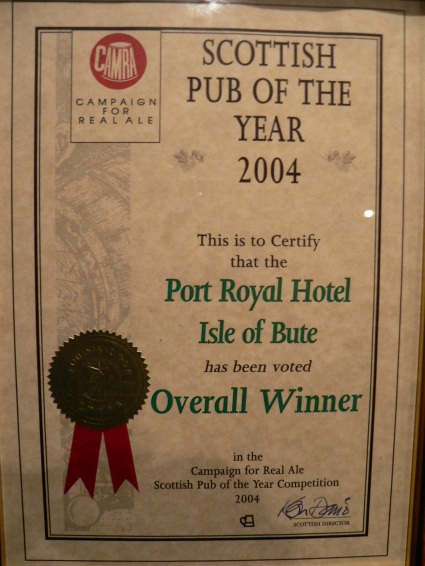 CAMRA
CAMPAIGN
FOR
REAL ALE
SCOTTISH
PUB OF THE
YEAR
2004
This is to Certify
that the
Port Royal Hotel
Isle of Bute
has been voted
Overall Winner
in the
Campaign for Real Ale
Scottish Pub of the Year Competition
2004
SCOTTISH DIRECTOR